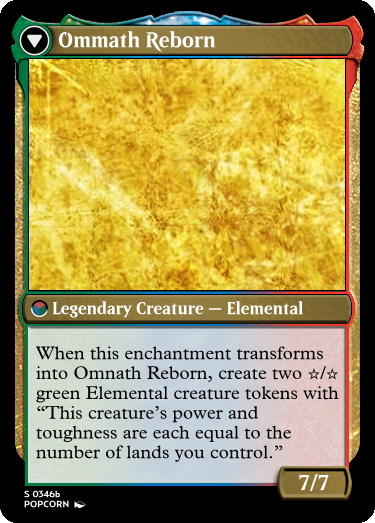 Ommath Reborn
Legendary Creature — Elemental
When this enchantment transforms
into Omnath Reborn, create two ☆/☆
green Elemental creature tokens with
“This creature’s power and
toughness are each equal to the
number of lands you control.”
7/7
S 0346b
POPCORN